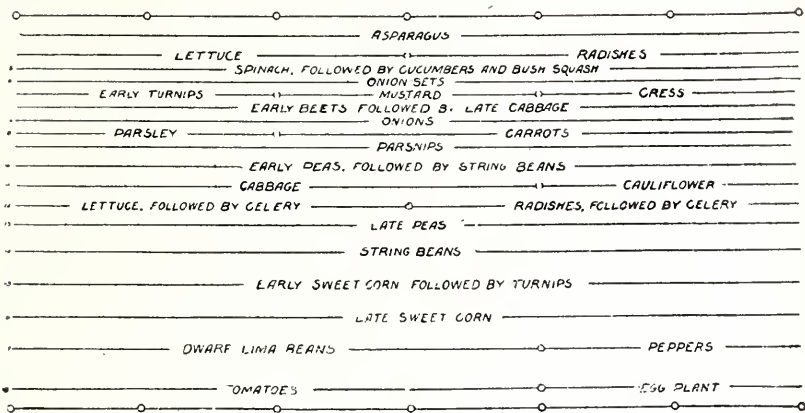 ASPARAGUS
LETTUCE RADISHES
SPINACH, FOLLOWED BY CUCUMBERS AND BUSH SQUASH
ONION SETS
EARLY TURNIPS MUSTARD CRESS
EARLY BEETS FOLLOWED B. LATE CABBAGE
ONIONS
PARSLEY CARROTS
PARSNIPS
EARLY PEAS, FOLLOWED BY STRING BEANS
CABBAGE CAULIFLOWER
LETTUCE, FOLLOWED BY CELERY RADISHES, FOLLOWED BY CELERY
LATE PEAS
STRING BEANS
EARLY SWEET CORN FOLLOWED BY TURNIPS
LATE SWEET CORN
DWARF LIMA BEANS PEPPERS
TOMATOES EGG PLANT